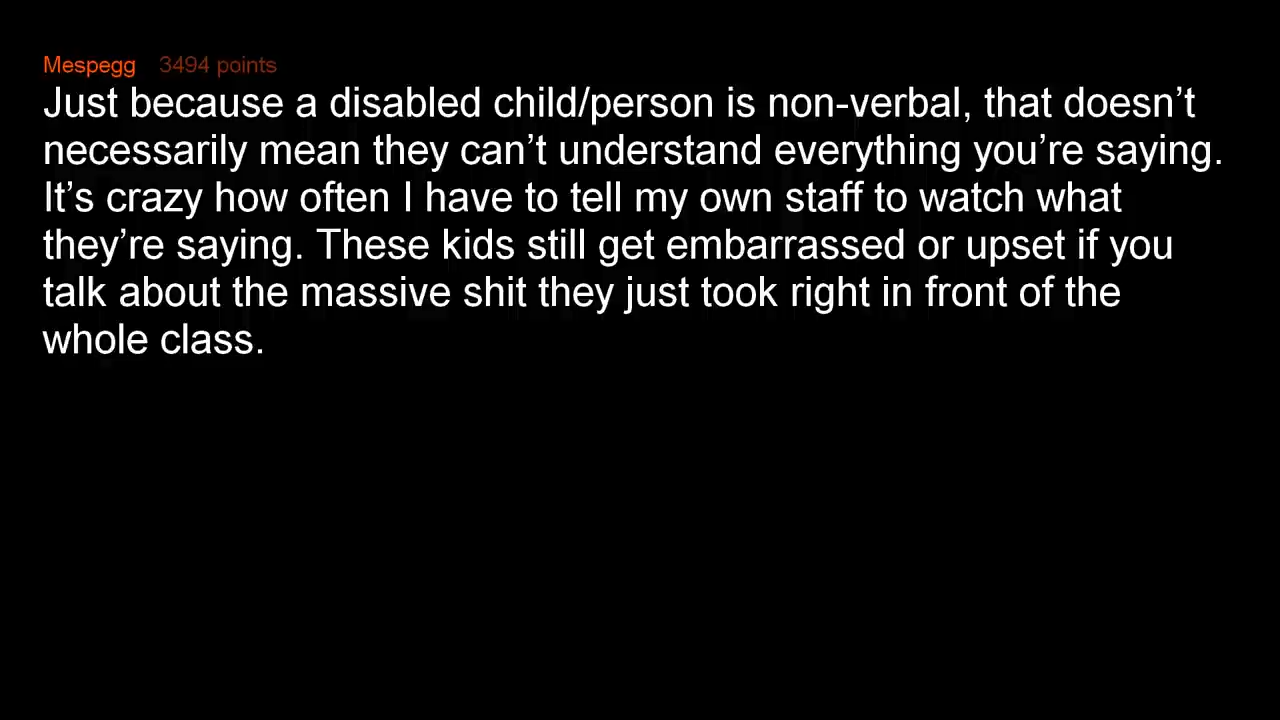 Mespegg 3494 points
Just because a disabled child/person is non-verbal, that doesn’t
necessarily mean they can’t understand everything you’re saying.
It’s crazy how often I have to tell my own staff to watch what
they’re saying. These kids still get embarrassed or upset if you
talk about the massive shit they just took right in front of the
whole class.